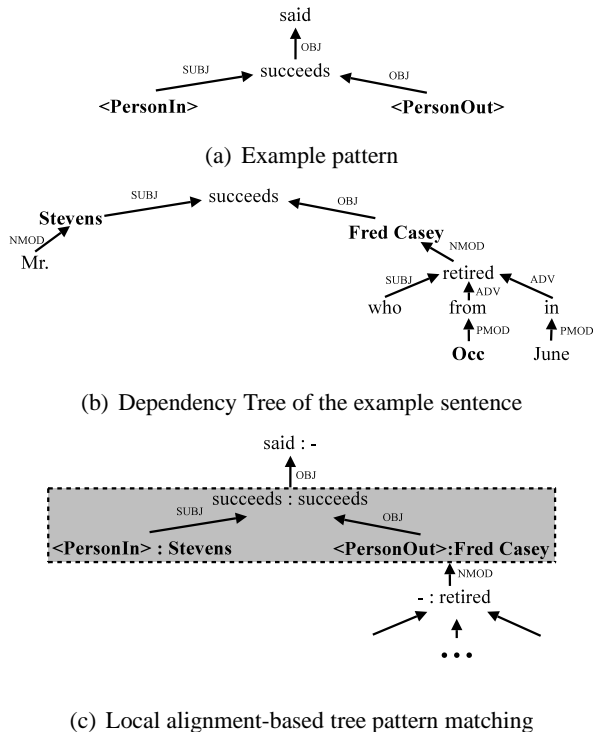 said
OBJ
SUBJ succeeds OBJ
<PersonIn> <PersonOut>
(a) Example pattern
SUBJ succeeds OBJ
Stevens Fred Casey
NMOD NMOD
Mr. retired
SUBJ ADV ADV
who from in
PMOD PMOD
Occ June
(b) Dependency Tree of the example sentence
said : -
OBJ
succeeds : succeeds
SUBJ OBJ
<PersonIn> : Stevens <PersonOut>:Fred Casey
NMOD
- : retired
...
(c) Local alignment-based tree pattern matching